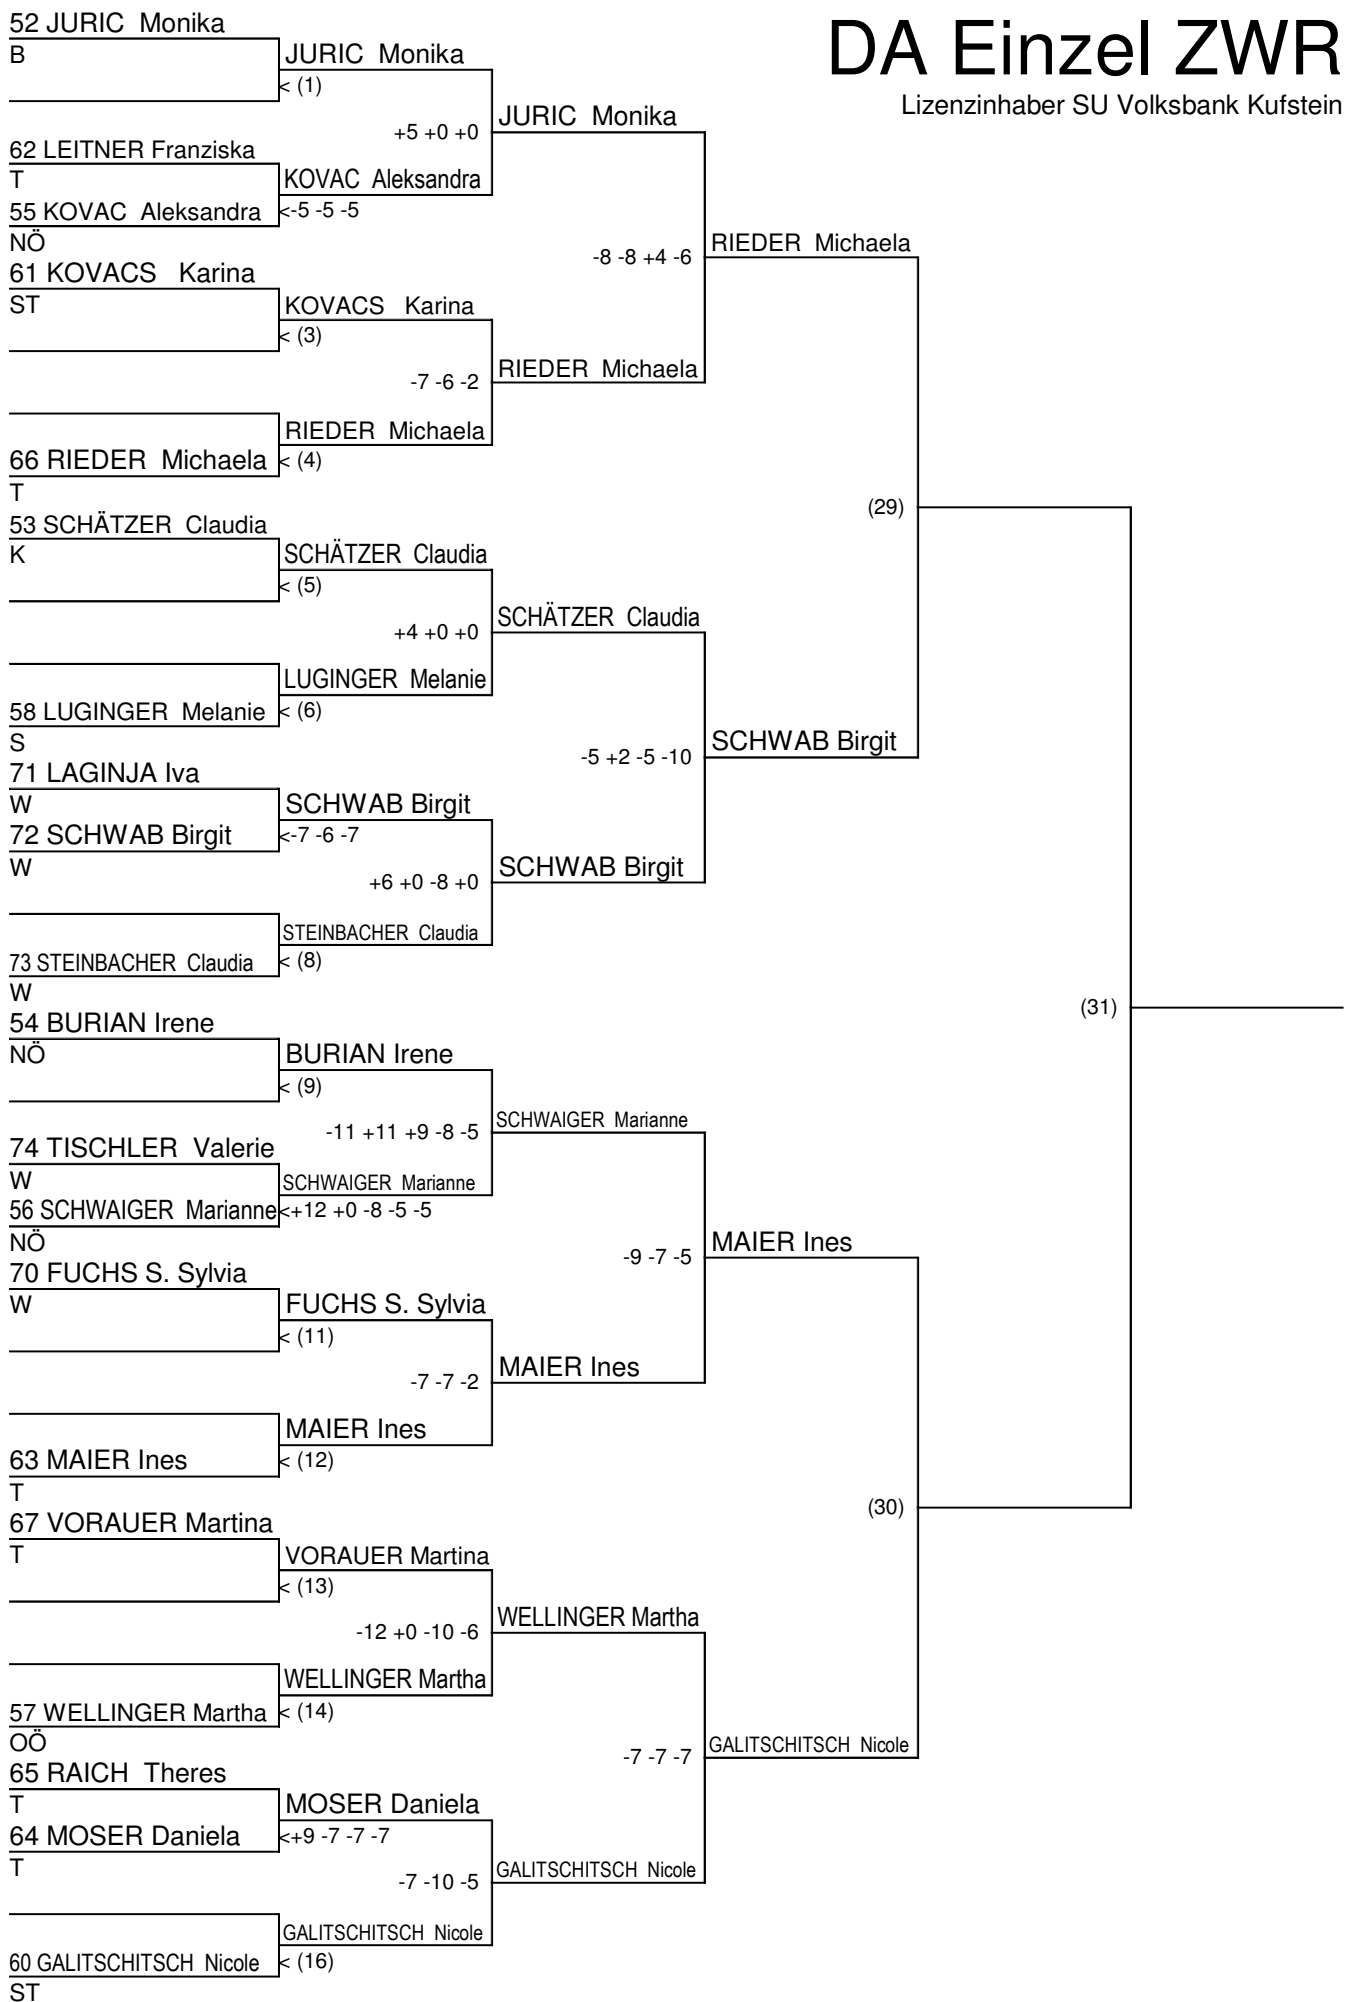 DA Einzel ZWR
Lizenzinhaber SU Volksbank Kufstein
52 JURIC Monika
B
JURIC Monika
< (1)
+5 +0 +0
JURIC Monika
62 LEITNER Franziska
T
KOVAC Aleksandra
55 KOVAC Aleksandra
<-5 -5 -5
NÖ
-8 -8 +4 -6
RIEDER Michaela
61 KOVACS Karina
ST
KOVACS Karina
< (3)
-7 -6 -2
RIEDER Michaela
RIEDER Michaela
66 RIEDER Michaela
< (4)
T
(29)
53 SCHÄTZER Claudia
K
SCHÄTZER Claudia
< (5)
+4 +0 +0
SCHÄTZER Claudia
LUGINGER Melanie
58 LUGINGER Melanie
< (6)
S
-5 +2 -5 -10
SCHWAB Birgit
71 LAGINJA Iva
W
SCHWAB Birgit
72 SCHWAB Birgit
<-7 -6 -7
W
+6 +0 -8 +0
SCHWAB Birgit
STEINBACHER Claudia
73 STEINBACHER Claudia
< (8)
W
(31)
54 BURIAN Irene
NÖ
BURIAN Irene
< (9)
-11 +11 +9 -8 -5
SCHWAIGER Marianne
74 TISCHLER Valerie
W
SCHWAIGER Marianne
56 SCHWAIGER Marianne
<+12 +0 -8 -5 -5
NÖ
-9 -7 -5
MAIER Ines
70 FUCHS S. Sylvia
W
FUCHS S. Sylvia
< (11)
-7 -7 -2
MAIER Ines
MAIER Ines
63 MAIER Ines
< (12)
T
(30)
67 VORAUER Martina
T
VORAUER Martina
< (13)
-12 +0 -10 -6
WELLINGER Martha
WELLINGER Martha
57 WELLINGER Martha
< (14)
OÖ
-7 -7 -7
GALITSCHITSCH Nicole
65 RAICH Theres
T
MOSER Daniela
64 MOSER Daniela
<+9 -7 -7 -7
T
-7 -10 -5
GALITSCHITSCH Nicole
GALITSCHITSCH Nicole
60 GALITSCHITSCH Nicole
< (16)
ST